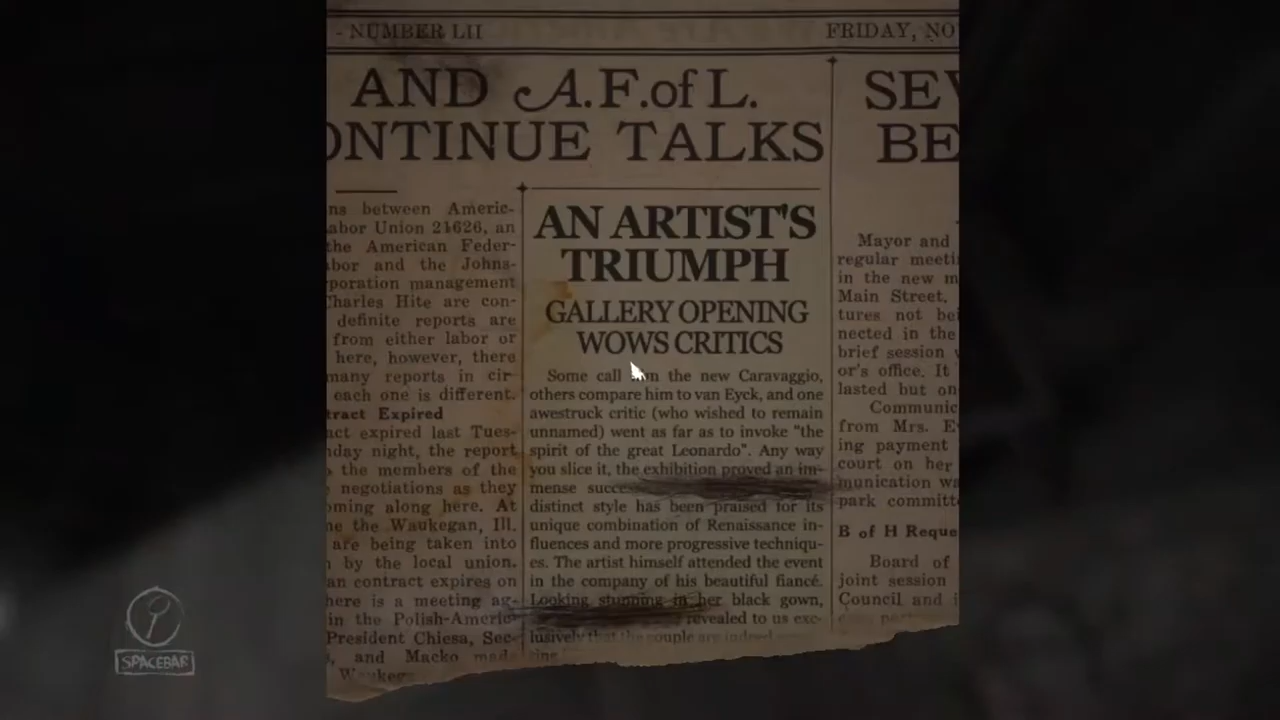 - NUMBER LII
FRIDAY, NO
AND A.F.of L.
ONTINUE TALKS
SEV
BE
ns between Americ-
abor Union 21626, an
the American Feder-
bor and the Johns-
poration management
Charles Hite are con-
definite reports are
from either labor or
here, however, there
many reports in cir-
each one is different.
tract Expired
act expired last Tues-
day night, the report
the members of the
negotiations as they
oming along here. At
e the Waukegan, Ill.
are being taken into
by the local union.
an contract expires on
here is a meeting ag-
in the Polish-Americ-
President Chiesa, Sec-
, and Macko made
Waukeg
AN ARTIST'S
TRIUMPH
GALLERY OPENING
WOWS CRITICS
Some call the new Caravaggio,
others compare him to van Eyck, and one
awestruck critic (who wished to remain
unnamed) went as far as to invoke "the
spirit of the great Leonardo". Any way
you slice it, the exhibition proved an im-
mense succes
distinct style has been praised for its
unique combination of Renaissance in-
fluences and more progressive techniqu-
es. The artist himself attended the event
in the company of his beautiful fiancé.
Looking stunning in her black gown,
revealed to us exc-
lusively that the couple are indeed
Mayor and
regular meeti
in the new m
Main Street.
tures not bei
nected in the
brief session
or's office. It
lasted but on
Communic
from Mrs. E
ing payment
court on her
munication wa
park committ
B of H Reque
Board of
joint session
Council and i
SPACEBAR